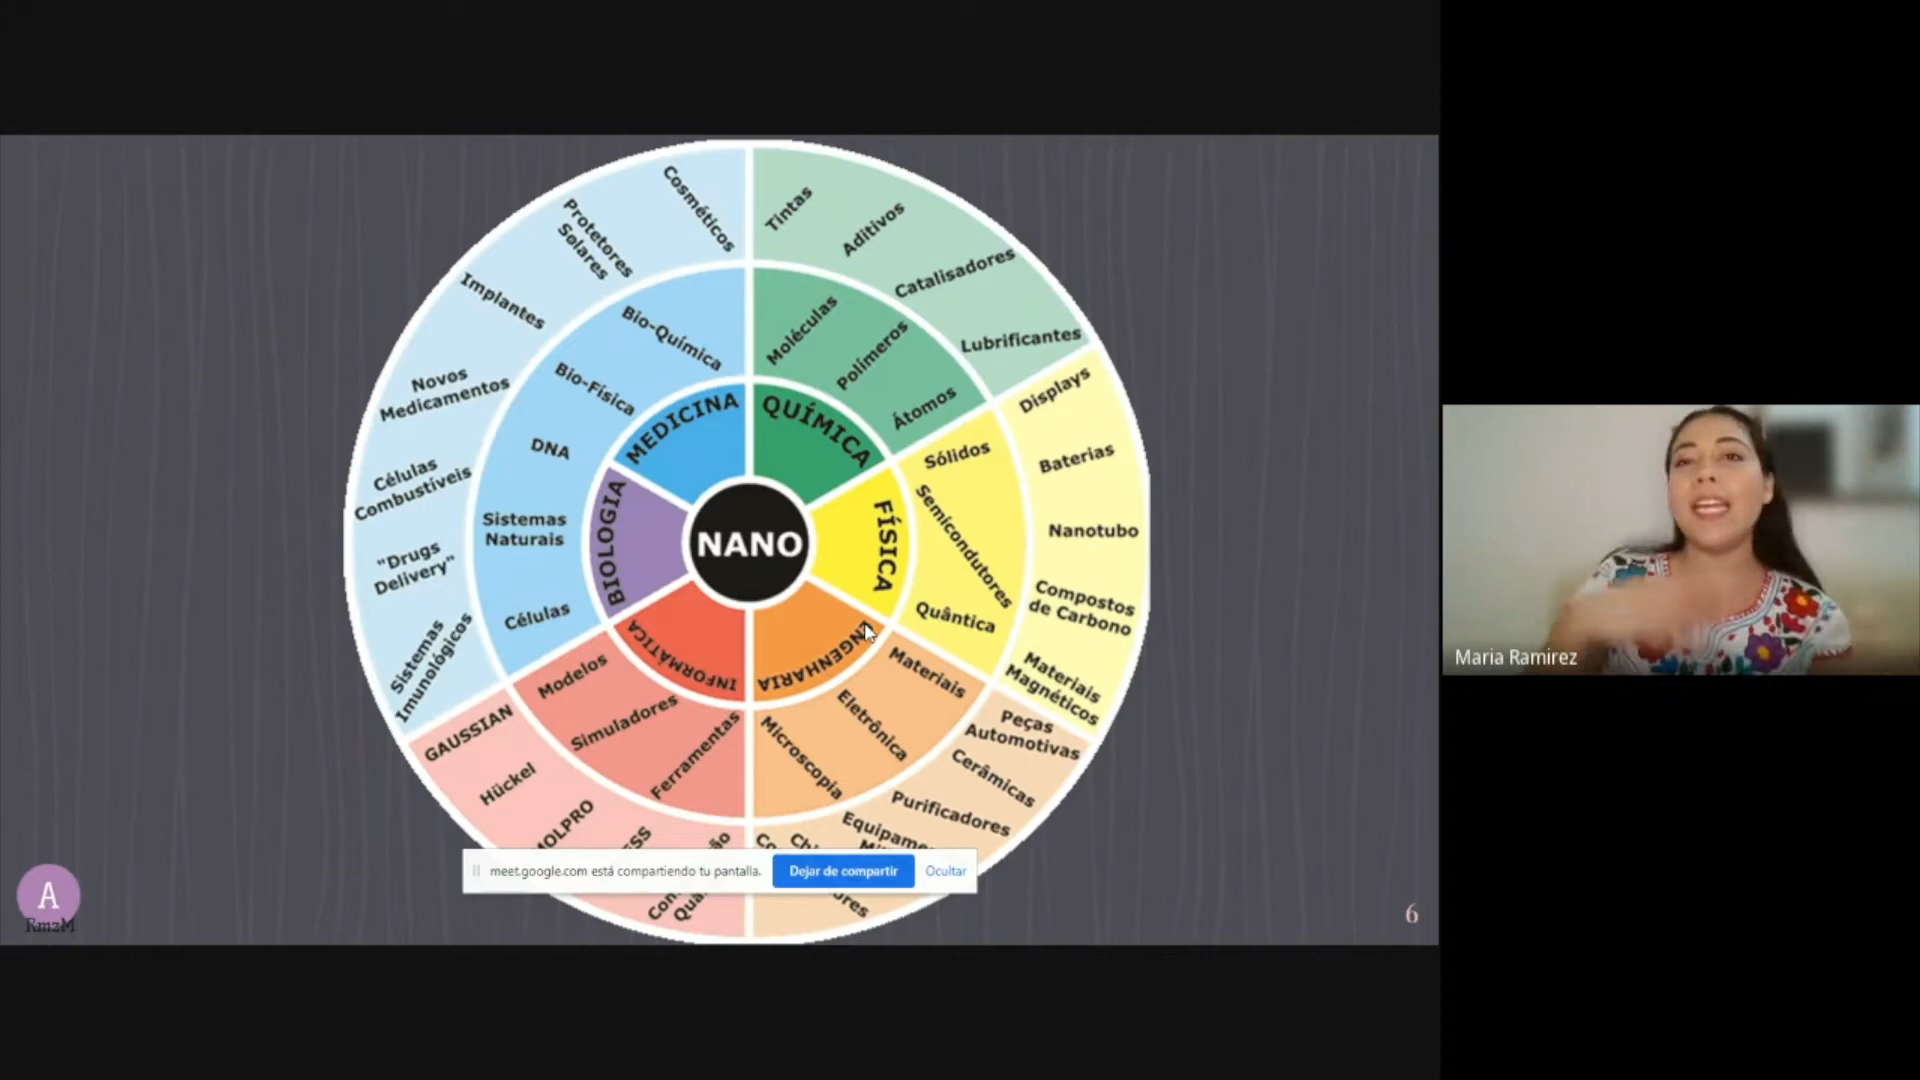 Cosméticos
Protetores
Solares
Implantes
Novos
Medicamentos
Células
Combustíveis
"Drugs
Delivery"
Sistemas
Imunológicos
Bio-Química
Bio-Física
DNA
Sistemas
Naturais
Células
MEDICINA
BIOLOGIA
Tintas
Aditivos
Catalisadores
Lubrificantes
Moléculas
Polímeros
Átomos
QUÍMICA
NANO
Displays
Baterias
Nanotubo
Compostos
de Carbono
Materiais
Magnéticos
Sólidos
Semicondutores
Quântica
FÍSICA
INFORMÁTICA
Modelos
Simuladores
Ferramentas
GAUSSIAN
Hückel
MOLPRO
ENGENHARIA
Materiais
Eletrônica
Microscopia
Peças
Automotivas
Cerâmicas
Purificadores
meet.google.com está compartiendo tu pantalla.
Dejar de compartir
Ocultar
A
RmzM
6
Maria Ramirez